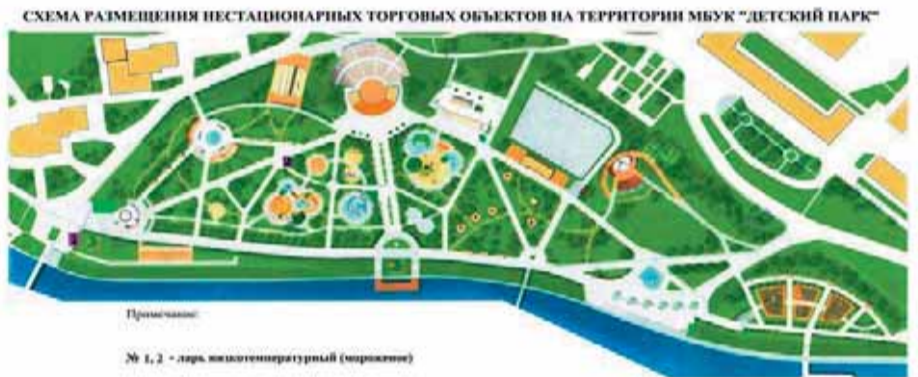 СХЕМА РАЗМЕЩЕНИЯ НЕСТАЦИОНАРНЫХ ТОРГОВЫХ ОБЪЕКТОВ НА ТЕРРИТОРИИ МБУК "ДЕТСКИЙ ПАРК"
Примечание:
№ 1, 2 - ларь низкотемпературный (мороженое)